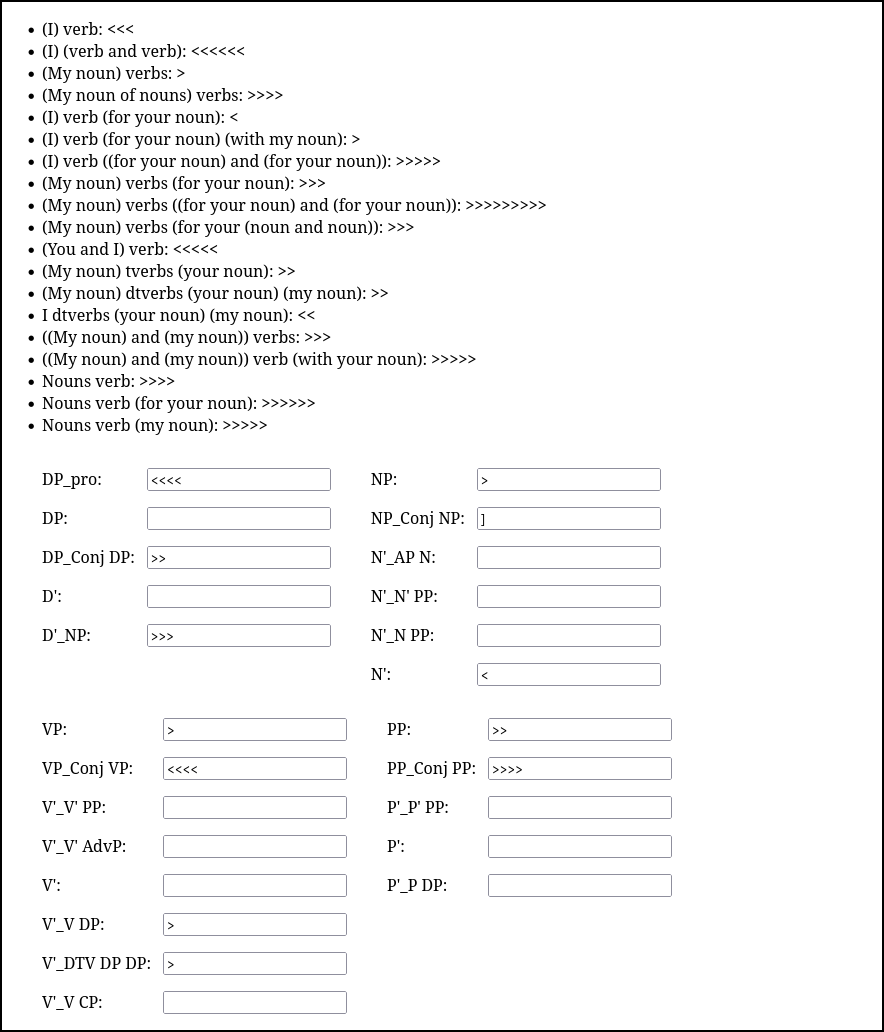 • (I) verb: <<<
• (I) (verb and verb): <<<<<<
• (My noun) verbs: >
• (My noun of nouns) verbs: >>>>
• (I) verb (for your noun): <
• (I) verb (for your noun) (with my noun): >
• (I) verb ((for your noun) and (for your noun)): >>>>>
• (My noun) verbs (for your noun): >>>
• (My noun) verbs ((for your noun) and (for your noun)): >>>>>>>>>
• (My noun) verbs (for your (noun and noun)): >>>
• (You and I) verb: <<<<<
• (My noun) tverbs (your noun): >>
• (My noun) dtverbs (your noun) (my noun): >>
• I dtverbs (your noun) (my noun): <<
• ((My noun) and (my noun)) verbs: >>>
• ((My noun) and (my noun)) verb (with your noun): >>>>>
• Nouns verb: >>>>
• Nouns verb (for your noun): >>>>>>
• Nouns verb (my noun): >>>>>
DP_pro: <<<< NP: >
DP: NP_Conj NP: ]
DP_Conj DP: >> N'_AP N:
D': N'_N' PP:
D'_NP: >>> N'_N PP:
N': <
VP: > PP: >>
VP_Conj VP: <<<< PP_Conj PP: >>>>
V'_V' PP: P'_P' PP:
V'_V' AdvP: P':
V': P'_P DP:
V'_V DP: >
V'_DTV DP DP: >
V'_V CP: